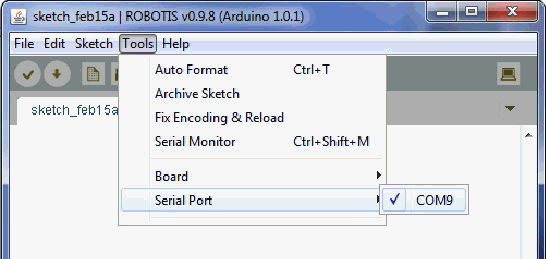 sketch_feb15a | ROBOTIS v0.9.8 (Arduino 1.0.1)
File Edit Sketch Tools Help
Auto Format Ctrl+T
sketch_feb15a
Archive Sketch
Fix Encoding & Reload
Serial Monitor Ctrl+Shift+M
Board
Serial Port COM9